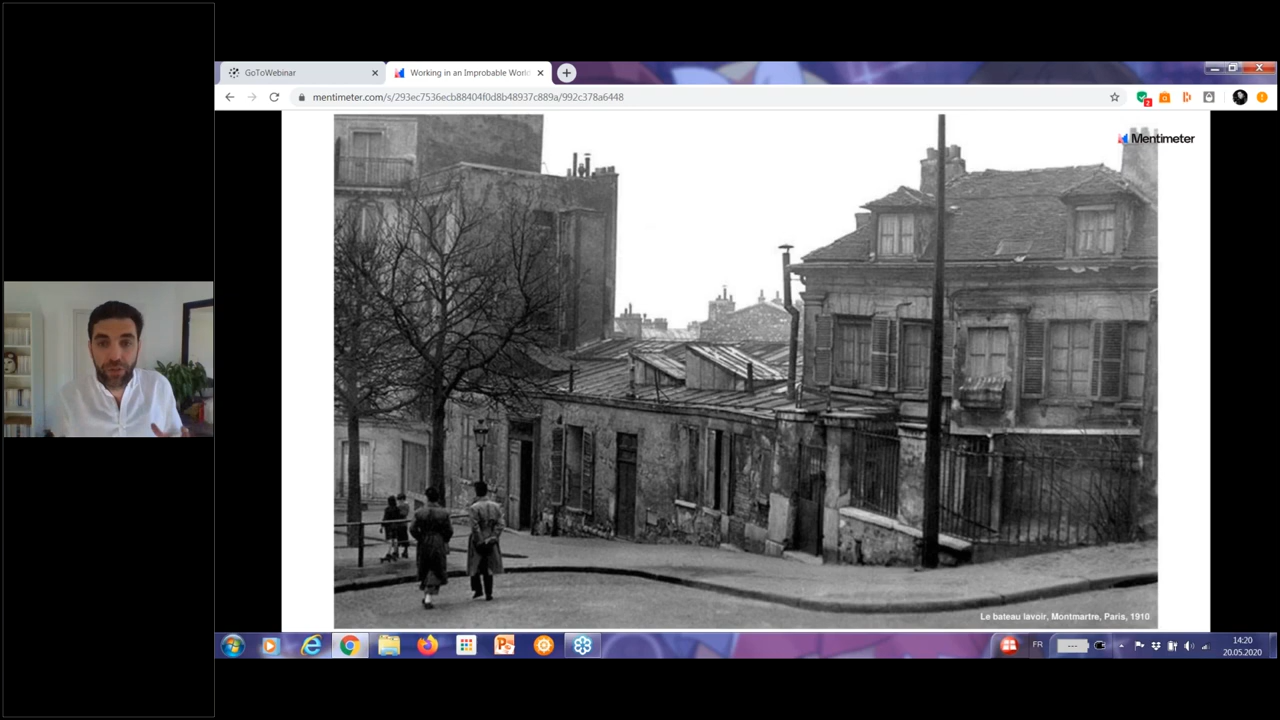 GoToWebinar
Working in an Improbable World
mentimeter.com/s/293ec7536ecb88404f0d8b48937c889a/992c378a6448
2
Mentimeter
Le bateau lavoir, Montmartre, Paris, 1910
FR
14:20
20.05.2020